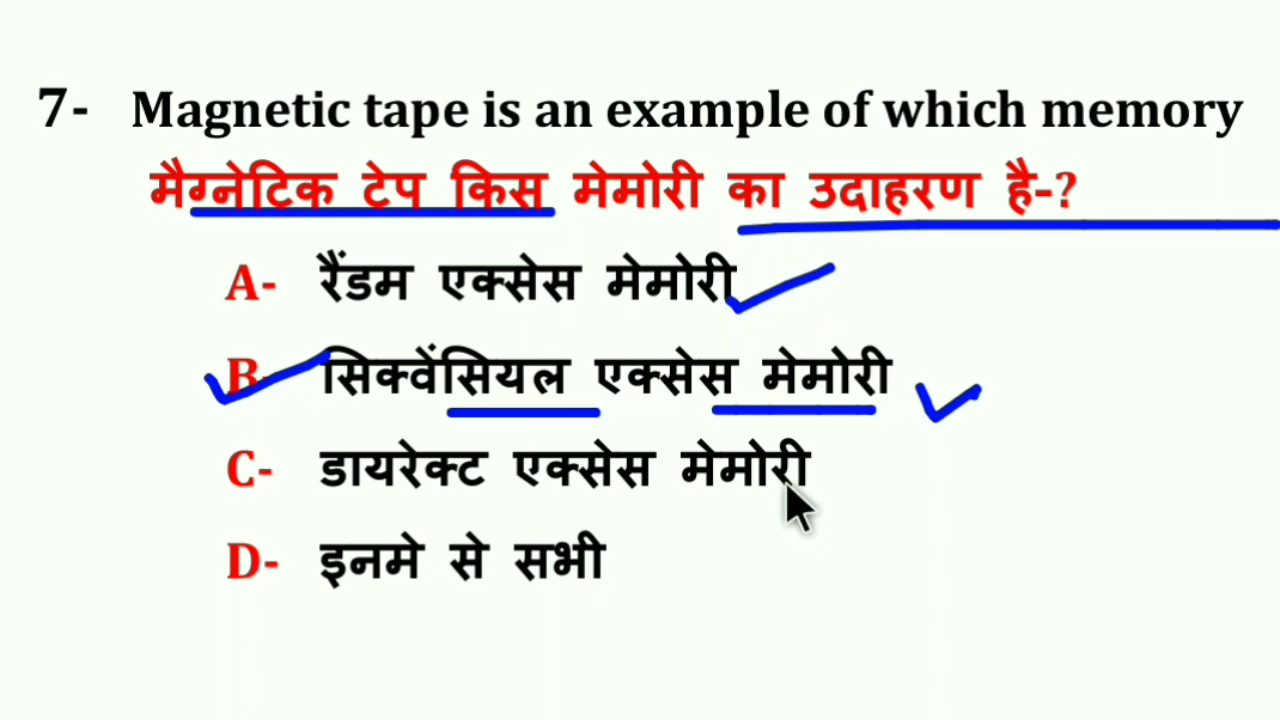 7- Magnetic tape is an example of which memory
मैग्नेटिक टेप किस मेमोरी का उदाहरण है-?
A- रैंडम एक्सेस मेमोरी
B- सिक्वेंसियल एक्सेस मेमोरी
C- डायरेक्ट एक्सेस मेमोरी
D- इनमे से सभी